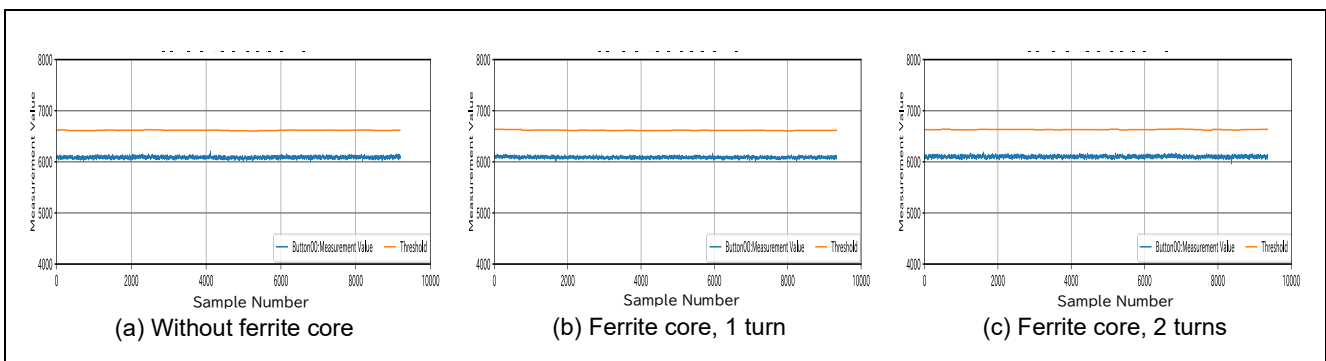 8000
7000
6000
5000
4000
Measurement Value
Button00:Measurement Value Threshold
0 2000 4000 6000 8000 10000
Sample Number
(a) Without ferrite core
8000
7000
6000
5000
4000
Measurement Value
Button00:Measurement Value Threshold
0 2000 4000 6000 8000 10000
Sample Number
(b) Ferrite core, 1 turn
8000
7000
6000
5000
4000
Measurement Value
Button00:Measurement Value Threshold
0 2000 4000 6000 8000 10000
Sample Number
(c) Ferrite core, 2 turns